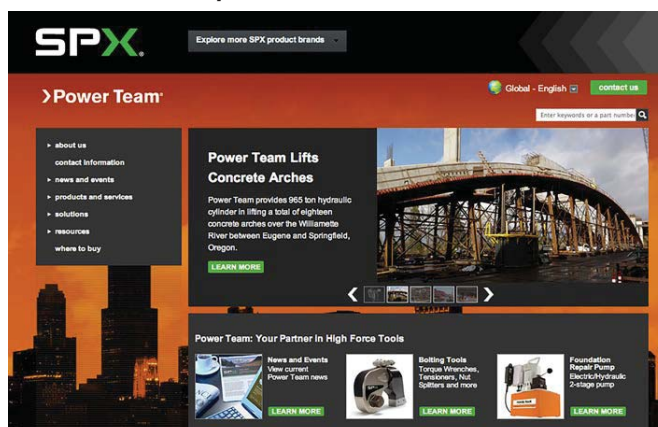 SPX.
Explore more SPX product brands
Power Team
Global - English
contact us
Enter keywords or a part number
about us
contact information
news and events
products and services
solutions
resources
where to buy
Power Team Lifts
Concrete Arches
Power Team provides 965 ton hydraulic
cylinder in lifting a total of eighteen
concrete arches over the Williamette
River between Eugene and Springfield,
Oregon.
LEARN MORE
Power Team: Your Partner in High Force Tools
News and Events
View current
Power Team news
LEARN MORE
Bolting Tools
Torque Wrenches,
Tensioners, Nut
Splitters and more
LEARN MORE
Foundation
Repair Pump
Electric/Hydraulic
2-stage pump
LEARN MORE